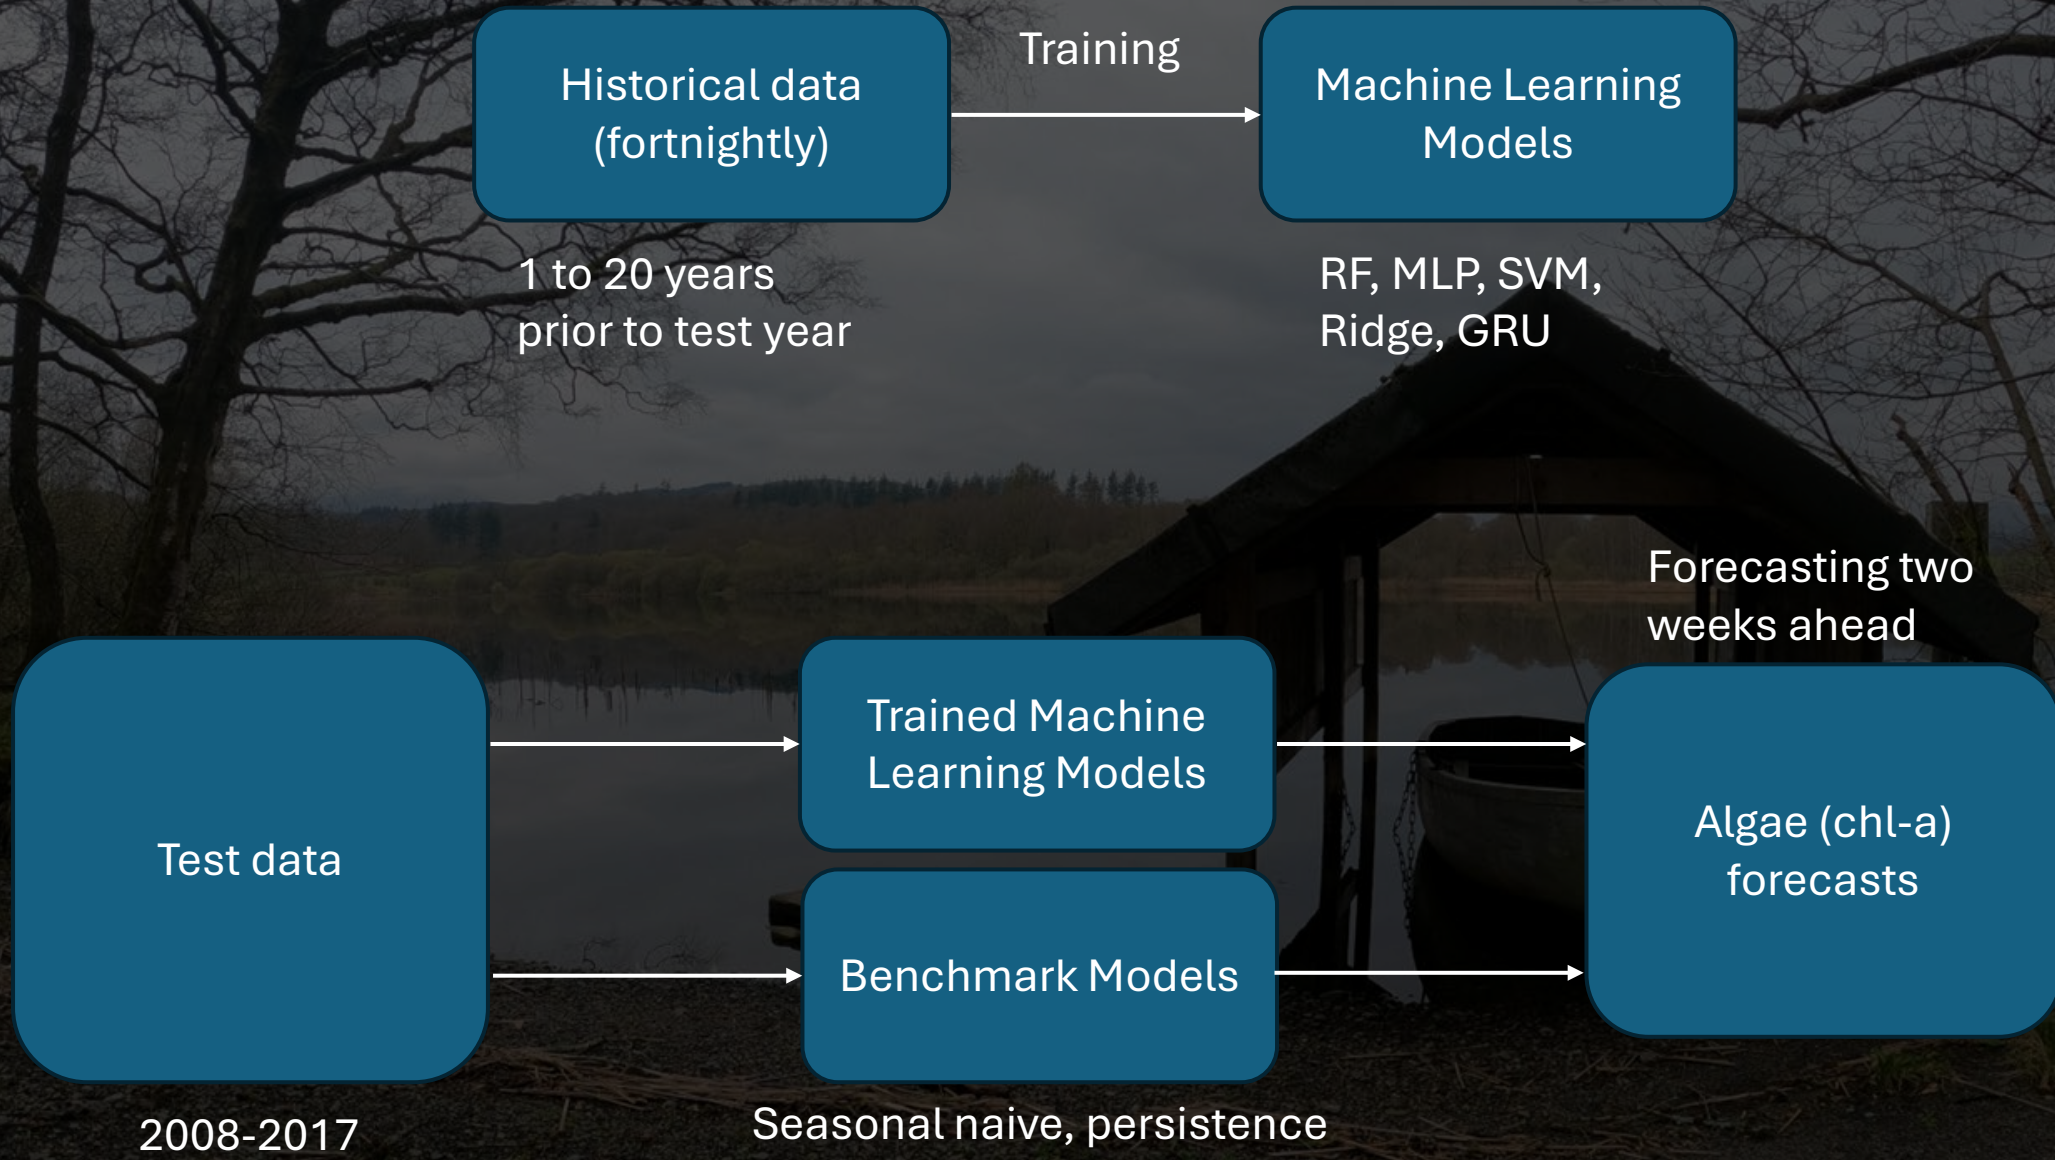 Historical data
(fortnightly)
Training
Machine Learning
Models
1 to 20 years
prior to test year
RF, MLP, SVM,
Ridge, GRU
Forecasting two
weeks ahead
Test data
Trained Machine
Learning Models
Benchmark Models
Algae (chl-a)
forecasts
2008-2017
Seasonal naive, persistence